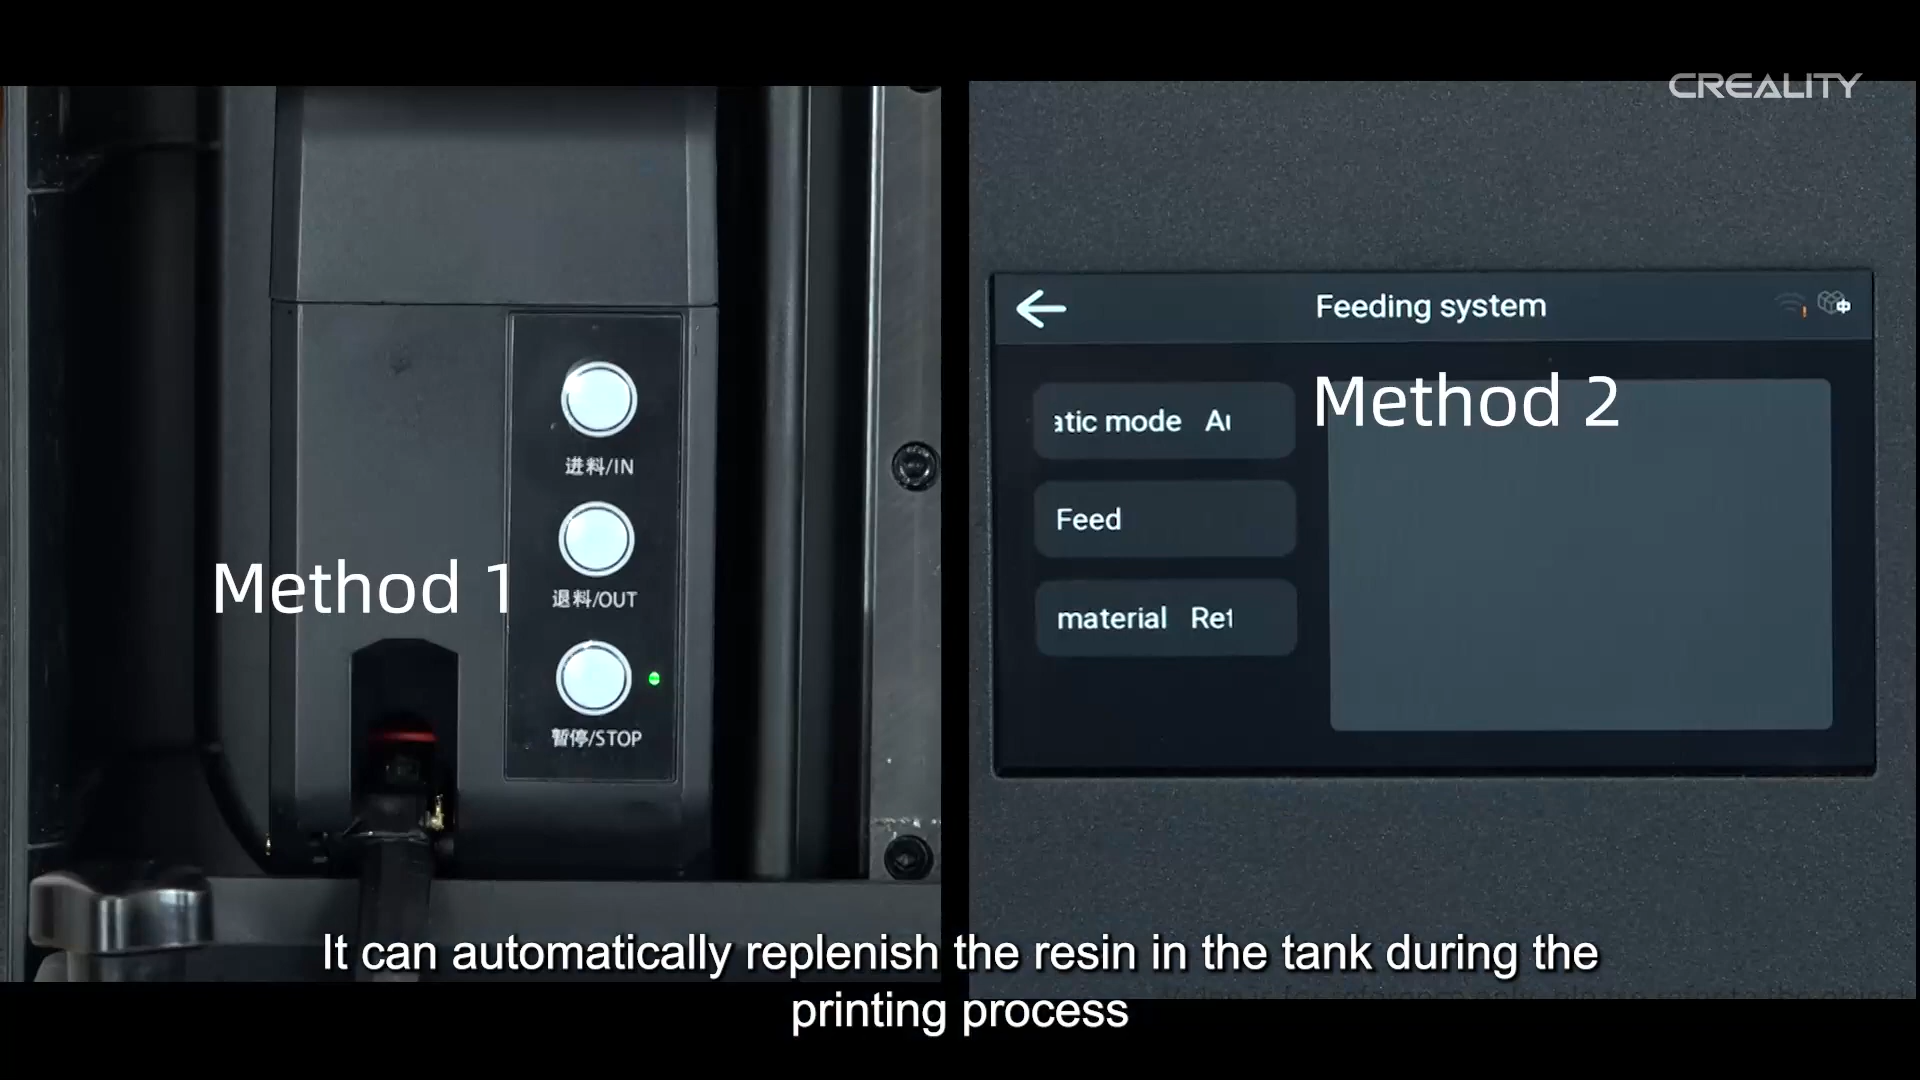 CREALITY
进料/IN
退料/OUT
暂停/STOP
Method 1
Feeding system
Method 2
atic mode Au
Feed
material Ret
It can automatically replenish the resin in the tank during the
printing process